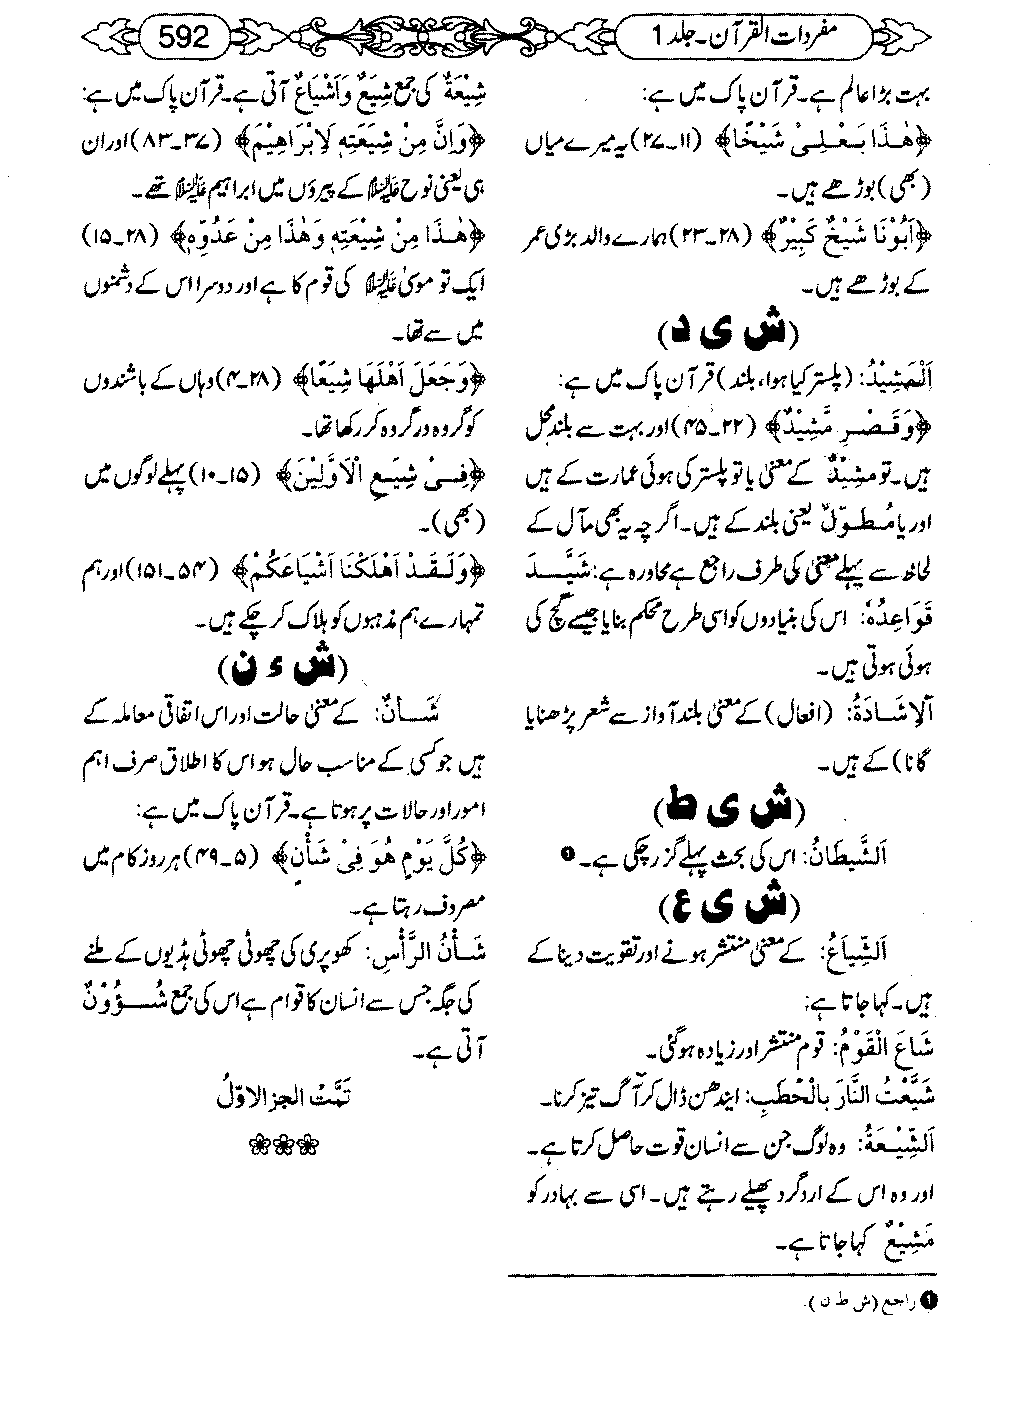 مفردات القرآن۔ جلد 1
592
بہت بڑا عالم ہے۔ قرآن پاک میں ہے:
﴿هٰذَا بَعْلِىْ شَيْخًا﴾ (۱۱۔۷۲) یہ میرے میاں
(بھی) بوڑھے ہیں۔
﴿اَبُوْنَا شَيْخٌ كَبِيْرٌ﴾ (۲۸۔۲۳) ہمارے والد بڑی عمر
کے بوڑھے ہیں۔
(ش ی د)
اَلْمَشِيْدُ: (پلستر کیا ہوا، بلند) قرآن پاک میں ہے:
﴿وَقَصْرٍ مَّشِيْدٌ﴾ (۲۲۔۴۵) اور بہت سے بلند محل
ہیں۔ تو مَشِيْدٌ کے معنیٰ یا تو پلستر کی ہوئی عمارت کے ہیں
اور یا مُطَوَّلٌ یعنی بلند کے ہیں۔ اگرچہ یہ بھی مآل کے
لحاظ سے پہلے معنیٰ کی طرف راجع ہے محاورہ ہے: شَيَّدَ
قَوَاعِدُهٗ: اس کی بنیادوں کو اسی طرح محکم بنایا جیسے گچ کی
ہوئی ہوتی ہیں۔
اَلْاِشَادَةُ: (افعال) کے معنیٰ بلند آواز سے شعر پڑھنا یا
گانا) کے ہیں۔
(ش ی ط)
اَلشَّيطَانُ: اس کی بحث پہلے گزر چکی ہے۔ ❶
(ش ی ع)
اَلشِّيَاعُ: کے معنیٰ منتشر ہونے اور تقویت دینا کے
ہیں۔ کہا جاتا ہے:
شَاعَ الْقَوْمُ: قوم منتشر اور زیادہ ہوگئی۔
شَيَّعْتُ النَّارَ بِالْحَطَبِ: ایندھن ڈال کر آگ تیز کرنا۔
اَلشِّيْعَةُ: وہ لوگ جن سے انسان قوت حاصل کرتا ہے۔
اور وہ اس کے اردگرد پھیلے رہتے ہیں۔ اسی سے بہادر کو
مَشِيْعٌ کہا جاتا ہے۔
❶ راجع (ش ط ن).
شِيْعَةٌ کی جمع شِيَعٌ وَاَشْيَاعٌ آتی ہے۔ قرآن پاک میں ہے:
﴿وَاِنَّ مِنْ شِيْعَتِهٖ لَاِبْرَاهِيْمَ﴾ (۳۷۔۸۳) اور ان
ہی یعنی نوح علیہ السلام کے پیرؤں میں ابراہیم علیہ السلام تھے۔
﴿هٰذَا مِنْ شِيْعَتِهٖ وَهٰذَا مِنْ عَدُوِّهٖ﴾ (۲۸۔۱۵)
ایک تو موسیٰ علیہ السلام کی قوم کا ہے اور دوسرا اس کے دشمنوں
میں سے تھا۔
﴿وَجَعَلَ اَهْلَهَا شِيَعًا﴾ (۲۸۔۴) وہاں کے باشندوں
کو گروہ در گروہ کر رکھا تھا۔
﴿فِىْ شِيَعِ الْاَوَّلِيْنَ﴾ (۱۵۔۱۰) پہلے لوگوں میں
(بھی)۔
﴿وَلَقَدْ اَهْلَكْنَا اَشْيَاعَكُمْ﴾ (۵۴۔۱۵۱) اور ہم
تمہارے ہم مذہبوں کو ہلاک کر چکے ہیں۔
(ش ء ن)
شَاْنٌ: کے معنیٰ حالت اور اس اتفاقی معاملہ کے
ہیں جو کسی کے مناسب حال ہو اس کا اطلاق صرف اہم
امور اور حالات پر ہوتا ہے۔ قرآن پاک میں ہے:
﴿كُلَّ يَوْمٍ هُوَ فِىْ شَاْنٍ﴾ (۵۔۴۹) ہر روز کام میں
مصروف رہتا ہے۔
شَاْنُ الرَّاْسِ: کھوپری کی چھوٹی چھوٹی ہڈیوں کے ملنے
کی جگہ جس سے انسان کا قوام ہے اس کی جمع شُؤُوْنٌ
آتی ہے۔
تَمَّتْ الجز الاوّلُ